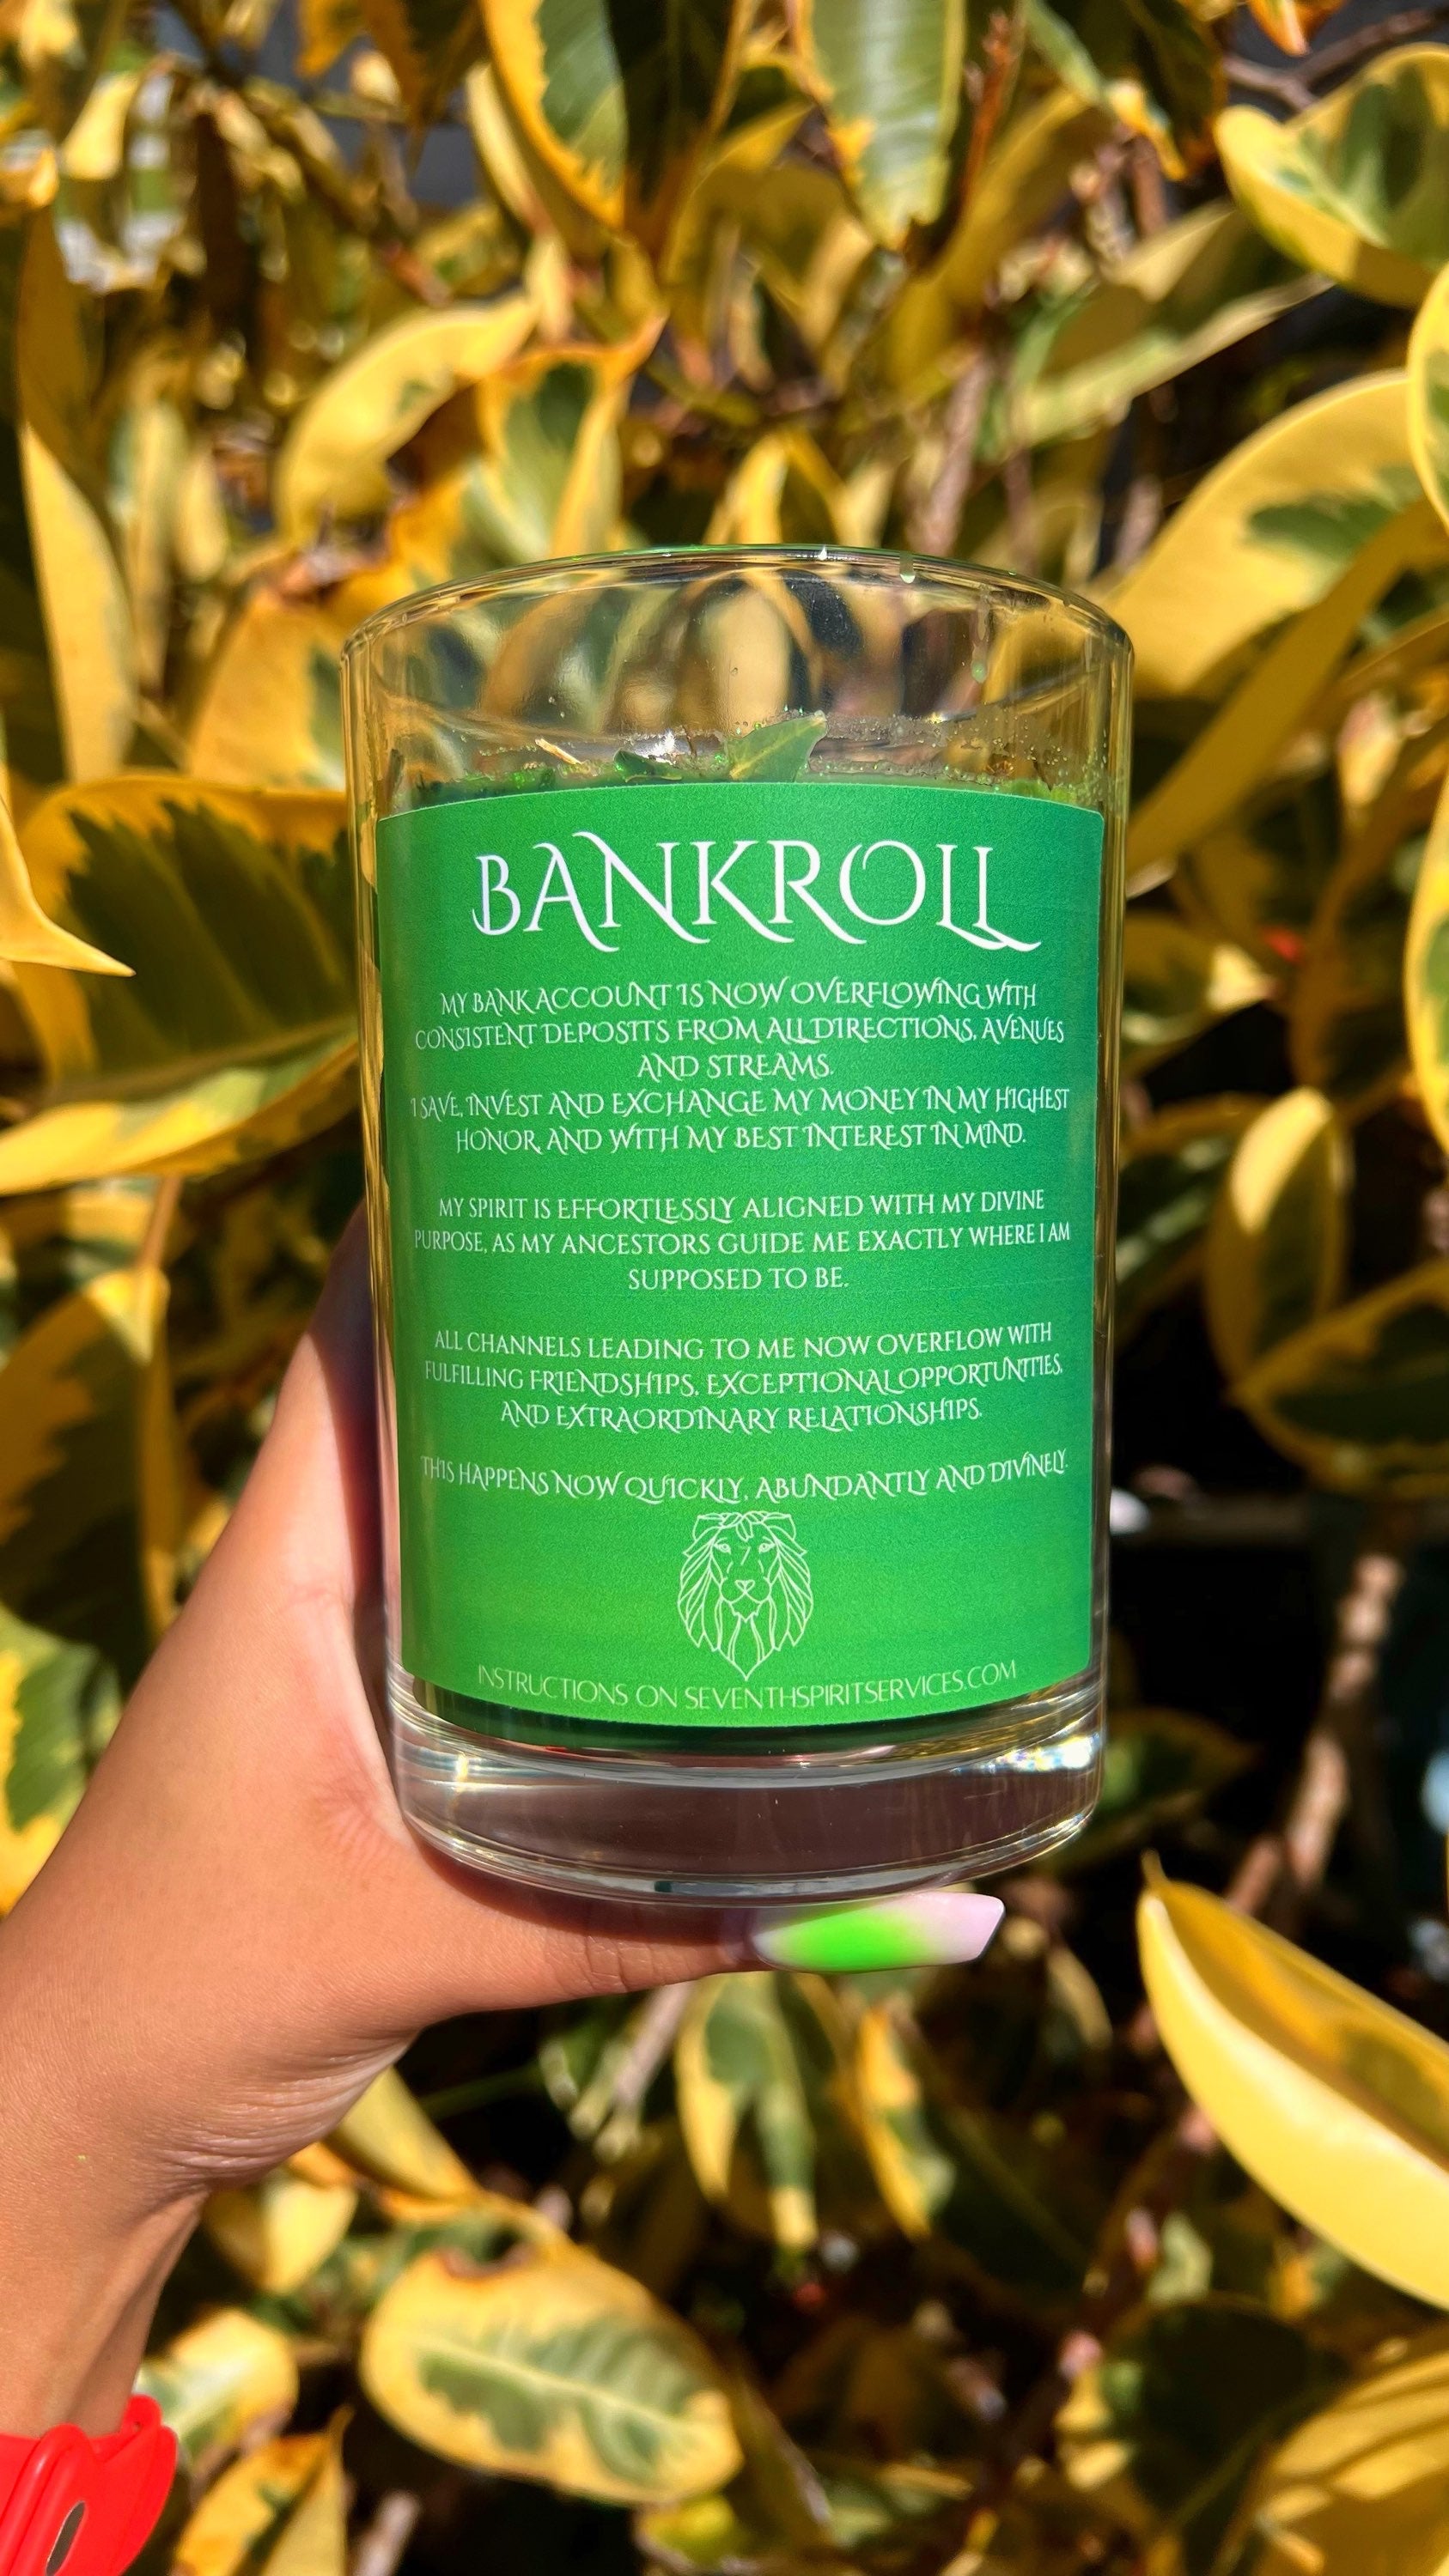 BANKROLL
MY BANK ACCOUNT IS NOW OVERFLOWING WITH
CONSISTENT DEPOSITS FROM ALL DIRECTIONS, AVENUES
AND STREAMS.
I SAVE, INVEST AND EXCHANGE MY MONEY IN MY HIGHEST
HONOR AND WITH MY BEST INTEREST IN MIND.
MY SPIRIT IS EFFORTLESSLY ALIGNED WITH MY DIVINE
PURPOSE, AS MY ANCESTORS GUIDE ME EXACTLY WHERE I AM
SUPPOSED TO BE.
ALL CHANNELS LEADING TO ME NOW OVERFLOW WITH
FULFILLING FRIENDSHIPS, EXCEPTIONAL OPPORTUNITIES,
AND EXTRAORDINARY RELATIONSHIPS.
THIS HAPPENS NOW QUICKLY, ABUNDANTLY AND DIVINELY.
INSTRUCTIONS ON SEVENTHSPIRITSERVICES.COM